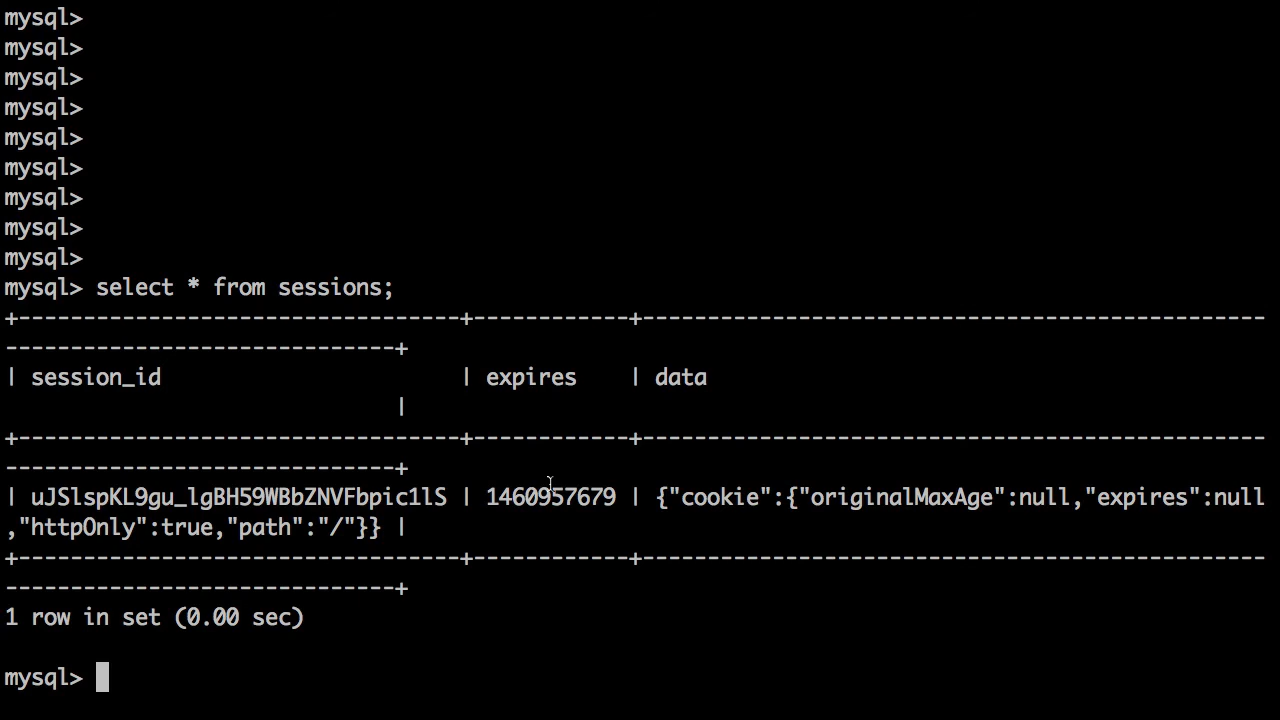 mysql>
mysql>
mysql>
mysql>
mysql>
mysql>
mysql>
mysql>
mysql>
mysql> select * from sessions;
+----------------------------------+------------+------------------------------------------------
------------------------------+
| session_id                       | expires    | data
                              |
+----------------------------------+------------+------------------------------------------------
------------------------------+
| uJSlspKL9gu_lgBH59WBbZNVFbpic1lS | 1460957679 | {"cookie":{"originalMaxAge":null,"expires":null
,"httpOnly":true,"path":"/"}} |
+----------------------------------+------------+------------------------------------------------
------------------------------+
1 row in set (0.00 sec)
mysql>